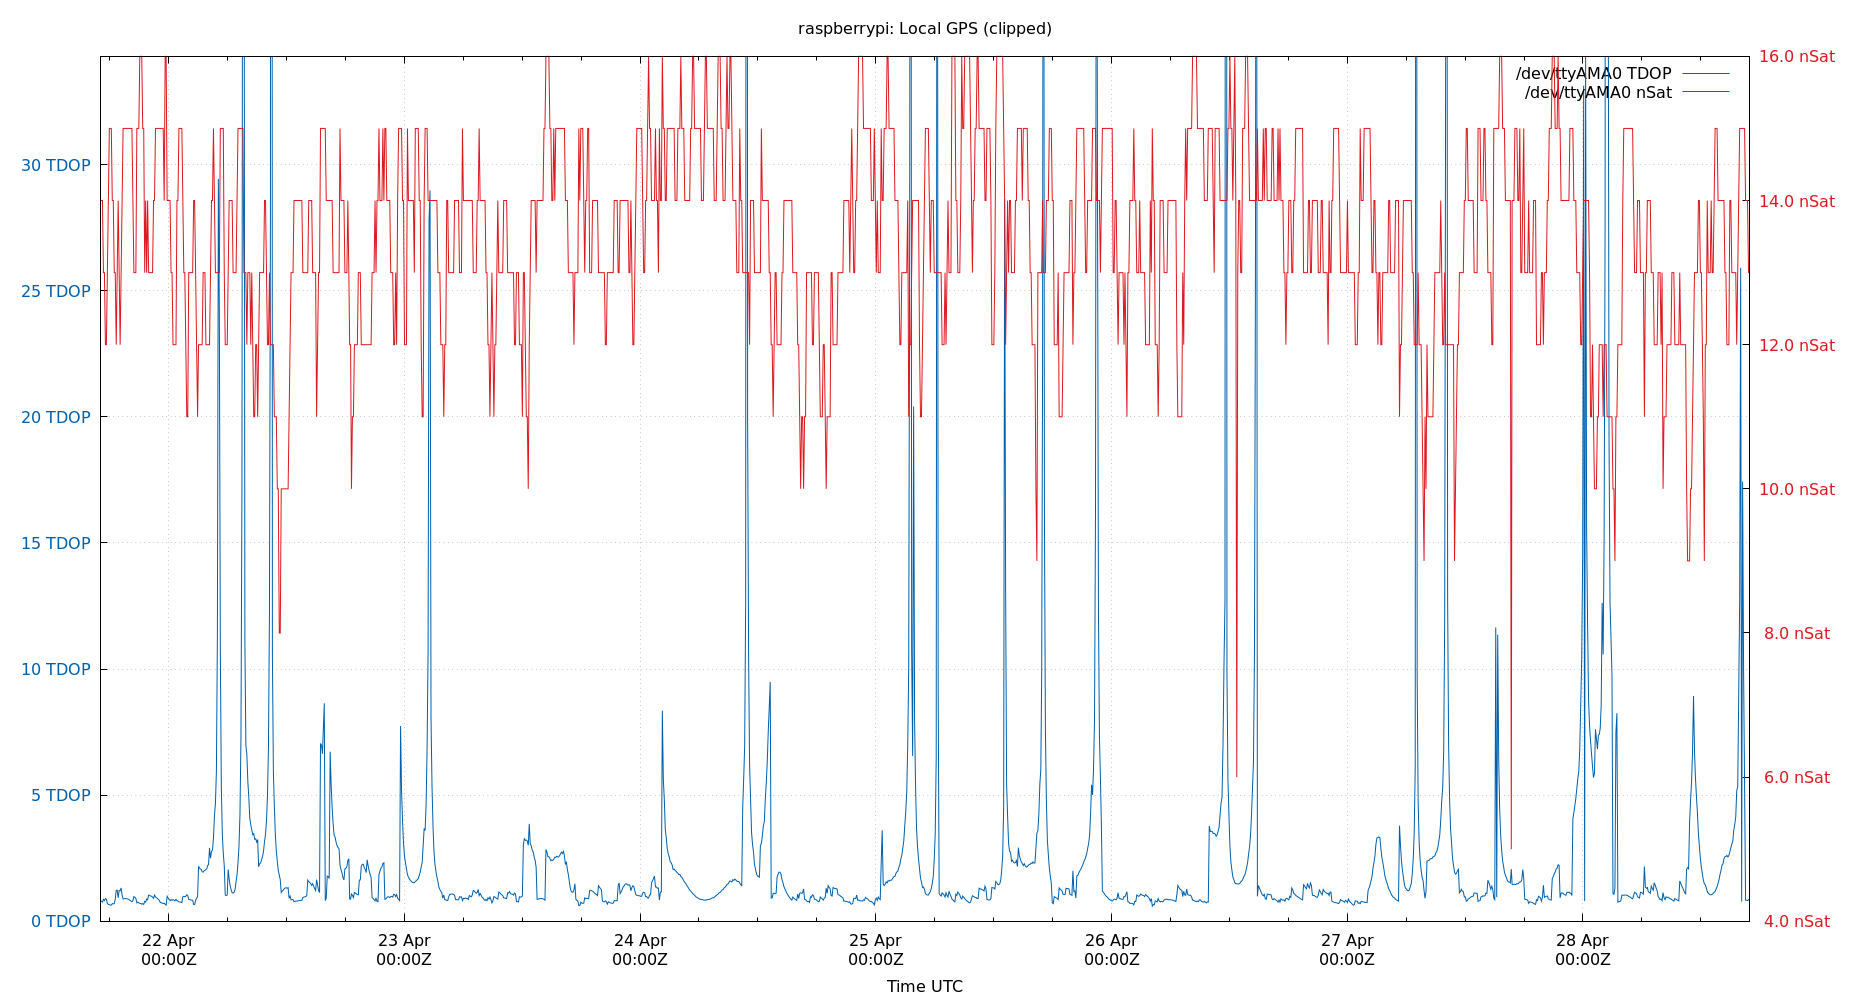 raspberrypi: Local GPS (clipped)
16.0 nSat
/dev/ttyAMA0 TDOP
/dev/ttyAMA0 nSat
30 TDOP
14.0 nSat
25 TDOP
12.0 nSat
20 TDOP
10.0 nSat
15 TDOP
8.0 nSat
10 TDOP
6.0 nSat
5 TDOP
0 TDOP
4.0 nSat
22 Apr 23 Apr 24 Apr 25 Apr 26 Apr 27 Apr 28 Apr
00:00Z 00:00Z 00:00Z 00:00Z 00:00Z 00:00Z 00:00Z
Time UTC